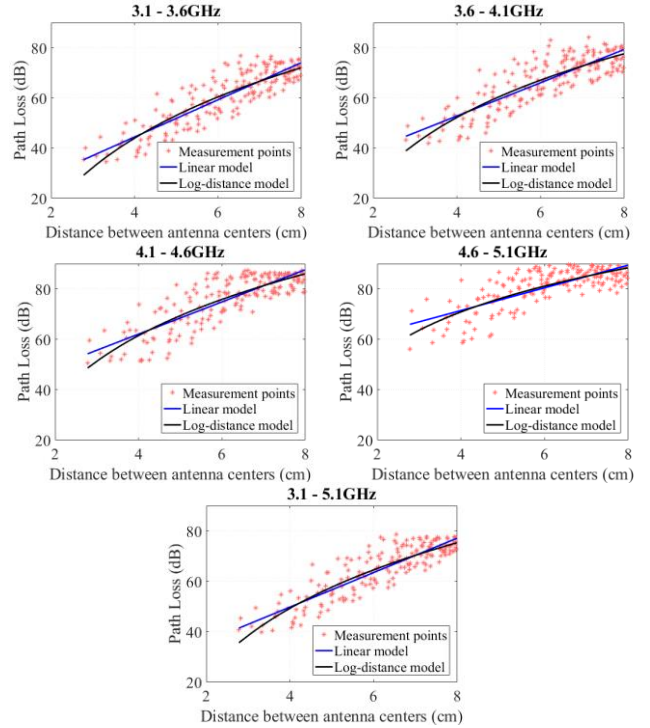 3.1 - 3.6GHz
80
60
40
20
Path Loss (dB)
Measurement points
Linear model
Log-distance model
2 4 6 8
Distance between antenna centers (cm)
3.6 - 4.1GHz
80
60
40
20
Path Loss (dB)
Measurement points
Linear model
Log-distance model
2 4 6 8
Distance between antenna centers (cm)
4.1 - 4.6GHz
80
60
40
20
Path Loss (dB)
Measurement points
Linear model
Log-distance model
2 4 6 8
Distance between antenna centers (cm)
4.6 - 5.1GHz
80
60
40
20
Path Loss (dB)
Measurement points
Linear model
Log-distance model
2 4 6 8
Distance between antenna centers (cm)
3.1 - 5.1GHz
80
60
40
20
Path Loss (dB)
Measurement points
Linear model
Log-distance model
2 4 6 8
Distance between antenna centers (cm)